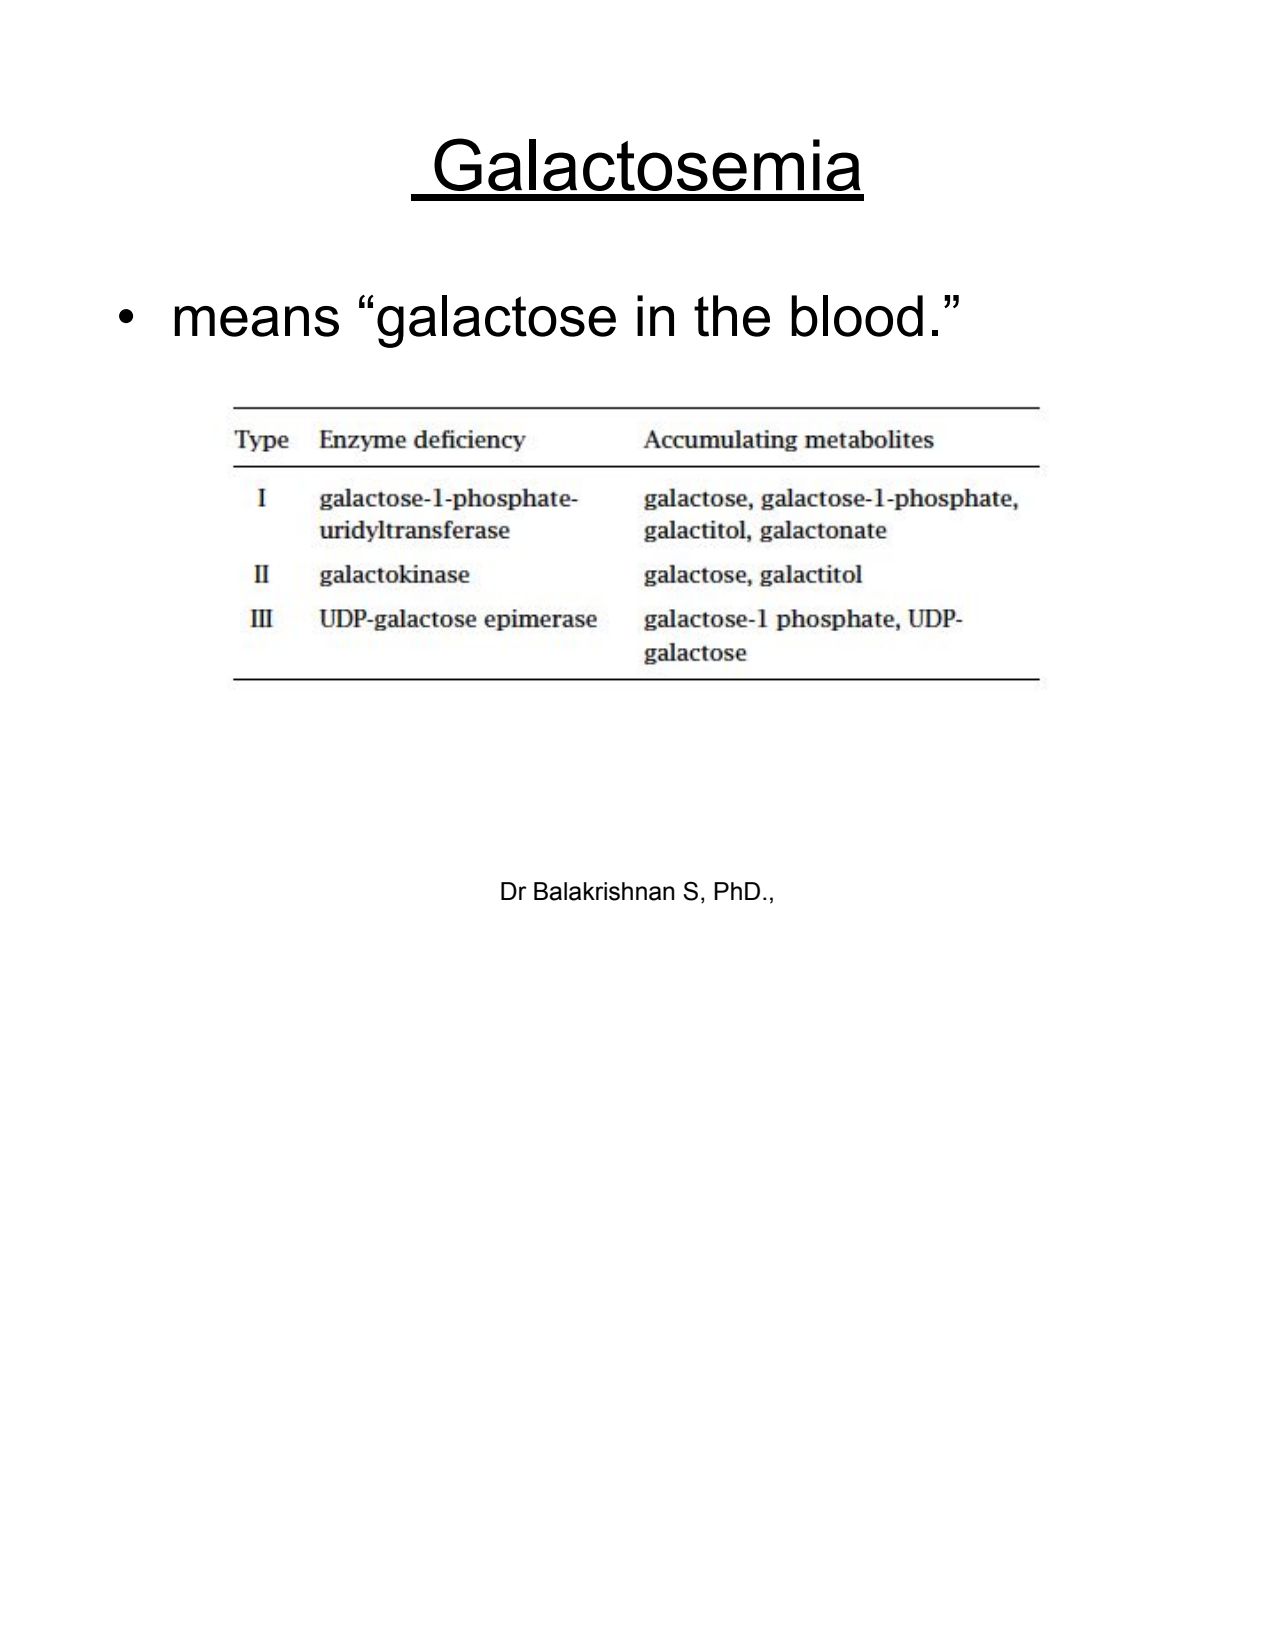 Galactosemia
• means “galactose in the blood.”
Type Enzyme deficiency Accumulating metabolites
I galactose-1-phosphate- galactose, galactose-1-phosphate,
uridyltransferase galactitol, galactonate
II galactokinase galactose, galactitol
III UDP-galactose epimerase galactose-1 phosphate, UDP-
galactose
Dr Balakrishnan S, PhD.,